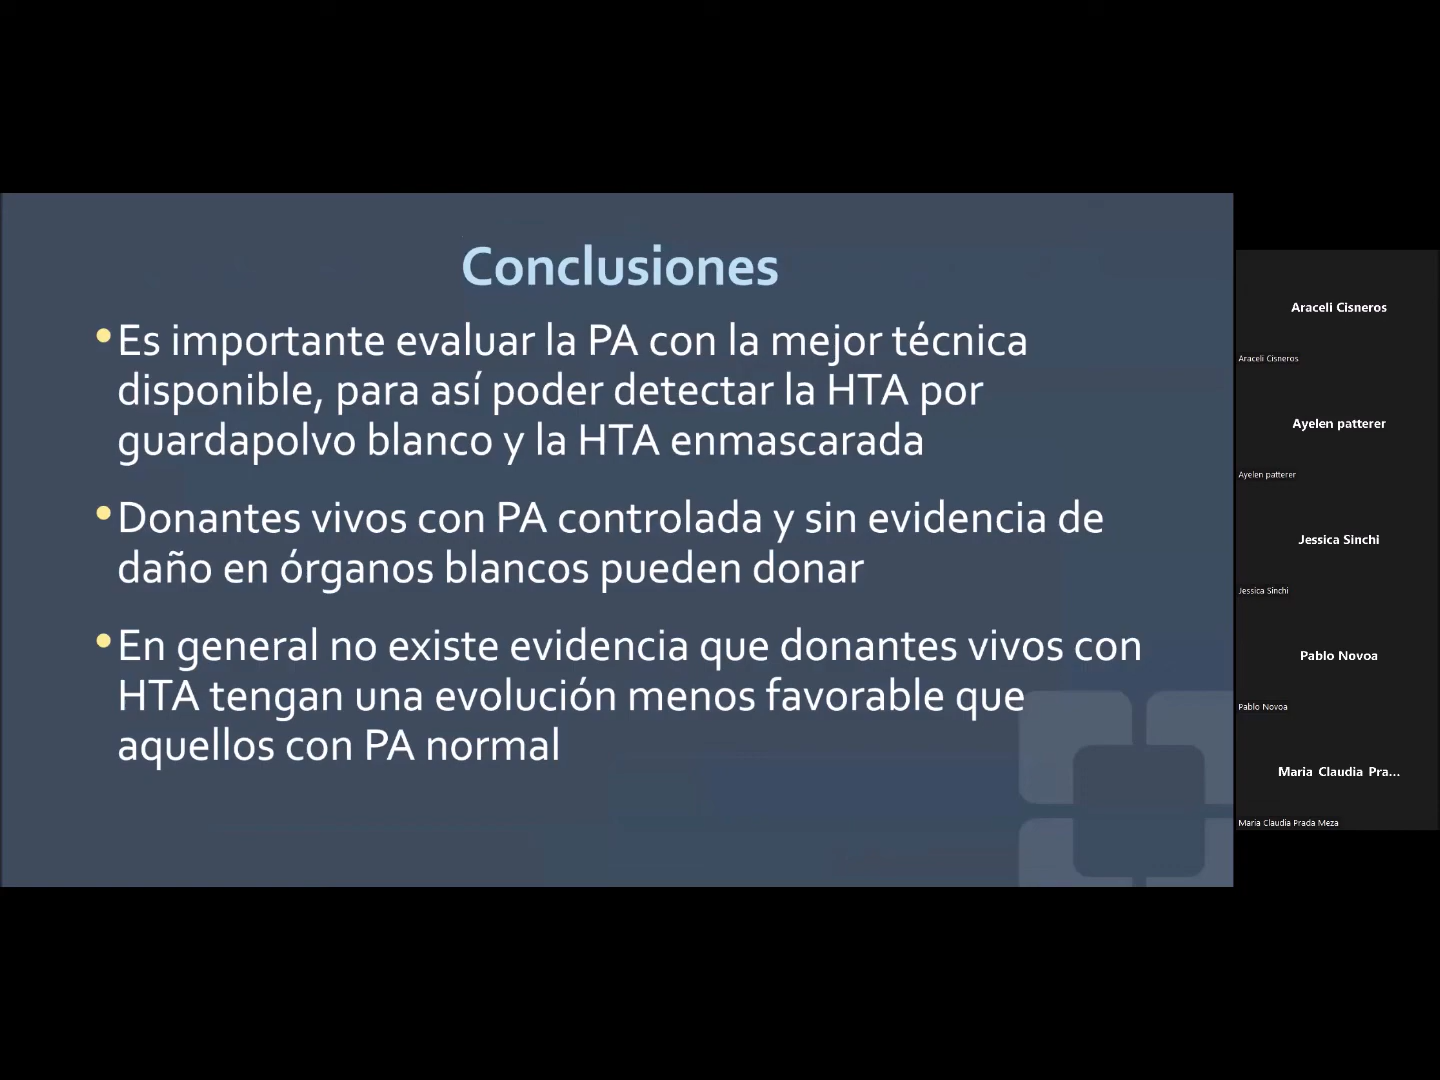 Conclusiones
•Es importante evaluar la PA con la mejor técnica
disponible, para así poder detectar la HTA por
guardapolvo blanco y la HTA enmascarada
•Donantes vivos con PA controlada y sin evidencia de
daño en órganos blancos pueden donar
•En general no existe evidencia que donantes vivos con
HTA tengan una evolución menos favorable que
aquellos con PA normal
Araceli Cisneros
Araceli Cisneros
Ayelen patterer
Ayelen patterer
Jessica Sinchi
Jessica Sinchi
Pablo Novoa
Pablo Novoa
Maria Claudia Pra...
Maria Claudia Prada Meza